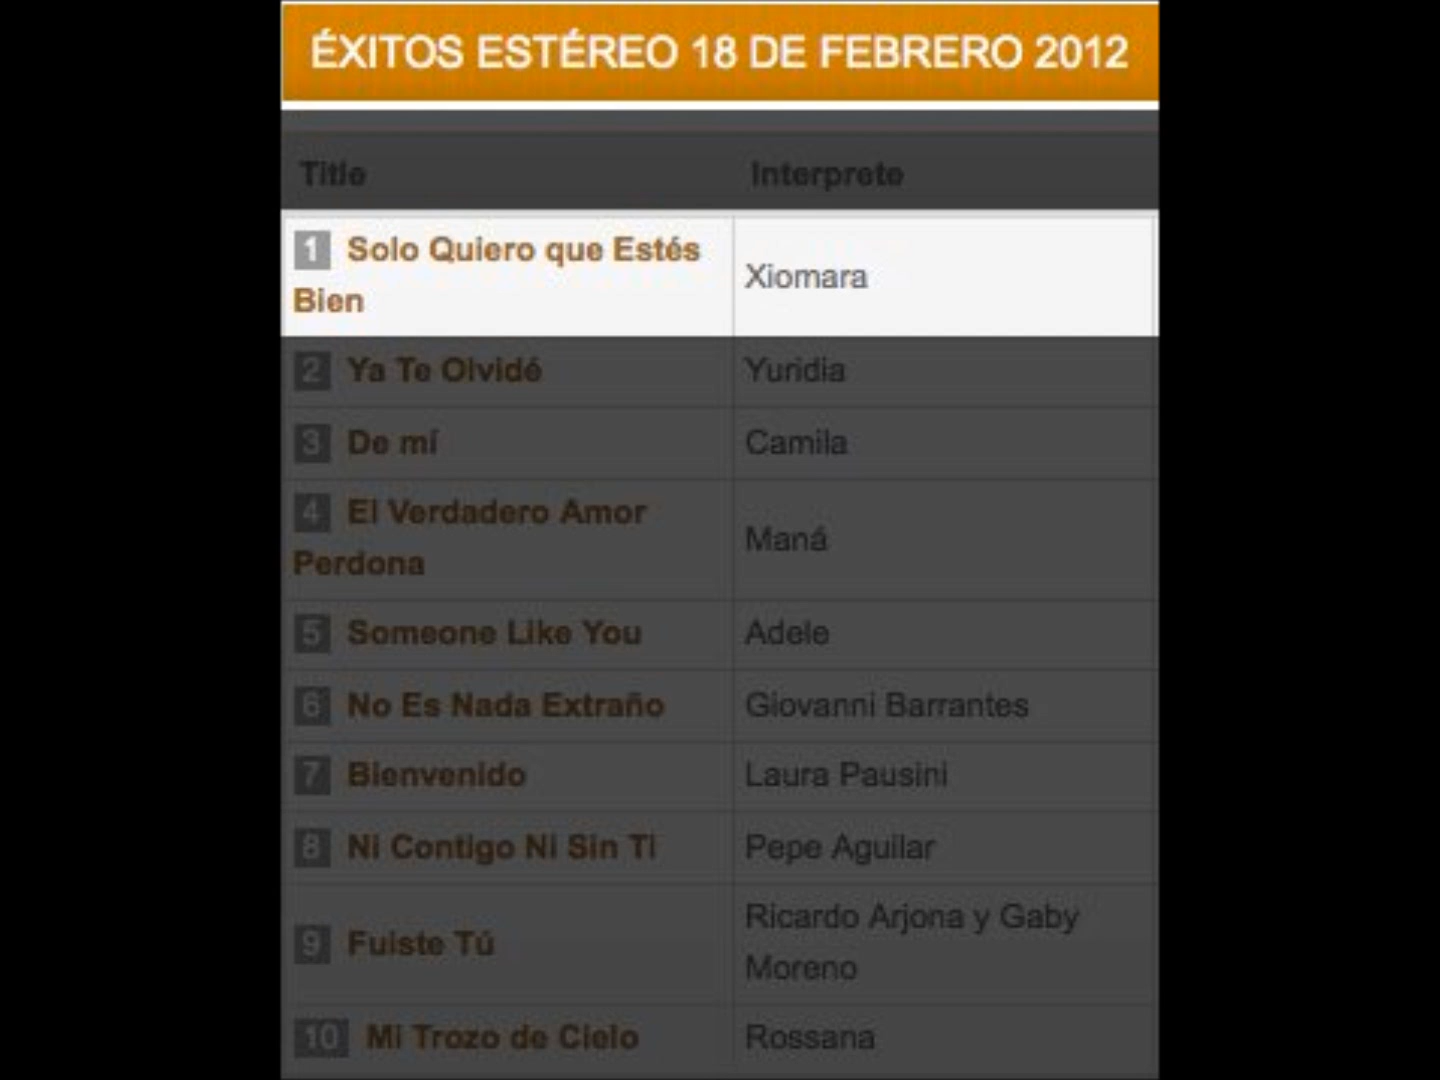 ÉXITOS ESTÉREO 18 DE FEBRERO 2012
Title Interprete
1 Solo Quiero que Estés
Bien
Xiomara
2 Ya Te Olvidé Yuridia
3 De mí Camila
4 El Verdadero Amor
Perdona
Maná
5 Someone Like You Adele
6 No Es Nada Extraño Giovanni Barrantes
7 Bienvenido Laura Pausini
8 Ni Contigo Ni Sin Ti Pepe Aguilar
9 Fuiste Tú
Ricardo Arjona y Gaby
Moreno
10 Mi Trozo de Cielo Rossana